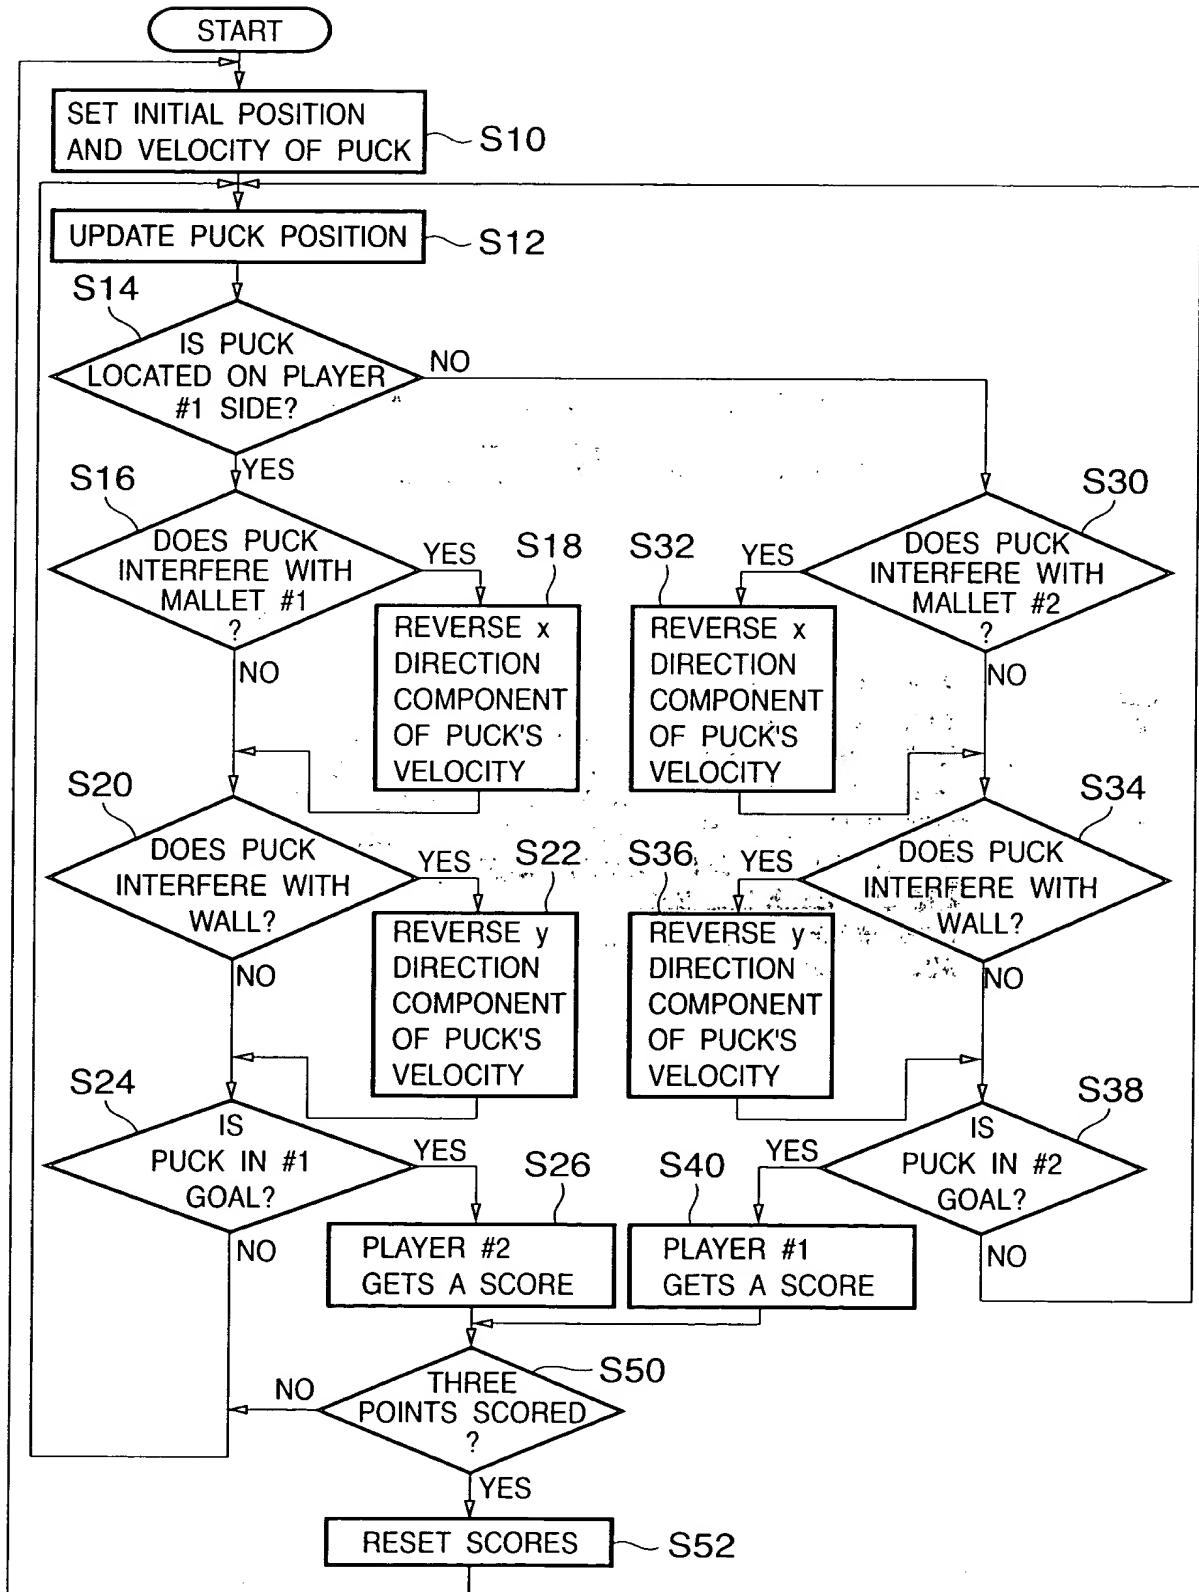 START
SET INITIAL POSITION
AND VELOCITY OF PUCK
S10
UPDATE PUCK POSITION
S12
S14
IS PUCK
LOCATED ON PLAYER
#1 SIDE?
NO
YES
S16
DOES PUCK
INTERFERE WITH
MALLET #1
?
YES
S18
REVERSE x
DIRECTION
COMPONENT
OF PUCK'S
VELOCITY
NO
S30
DOES PUCK
INTERFERE WITH
MALLET #2
?
YES
S32
REVERSE x
DIRECTION
COMPONENT
OF PUCK'S
VELOCITY
NO
S20
DOES PUCK
INTERFERE WITH
WALL?
YES
S22
REVERSE y
DIRECTION
COMPONENT
OF PUCK'S
VELOCITY
NO
S34
DOES PUCK
INTERFERE WITH
WALL?
YES
S36
REVERSE y
DIRECTION
COMPONENT
OF PUCK'S
VELOCITY
NO
S24
IS
PUCK IN #1
GOAL?
YES
S26
PLAYER #2
GETS A SCORE
NO
S38
IS
PUCK IN #2
GOAL?
YES
S40
PLAYER #1
GETS A SCORE
NO
S50
THREE
POINTS SCORED
?
NO
YES
RESET SCORES
S52